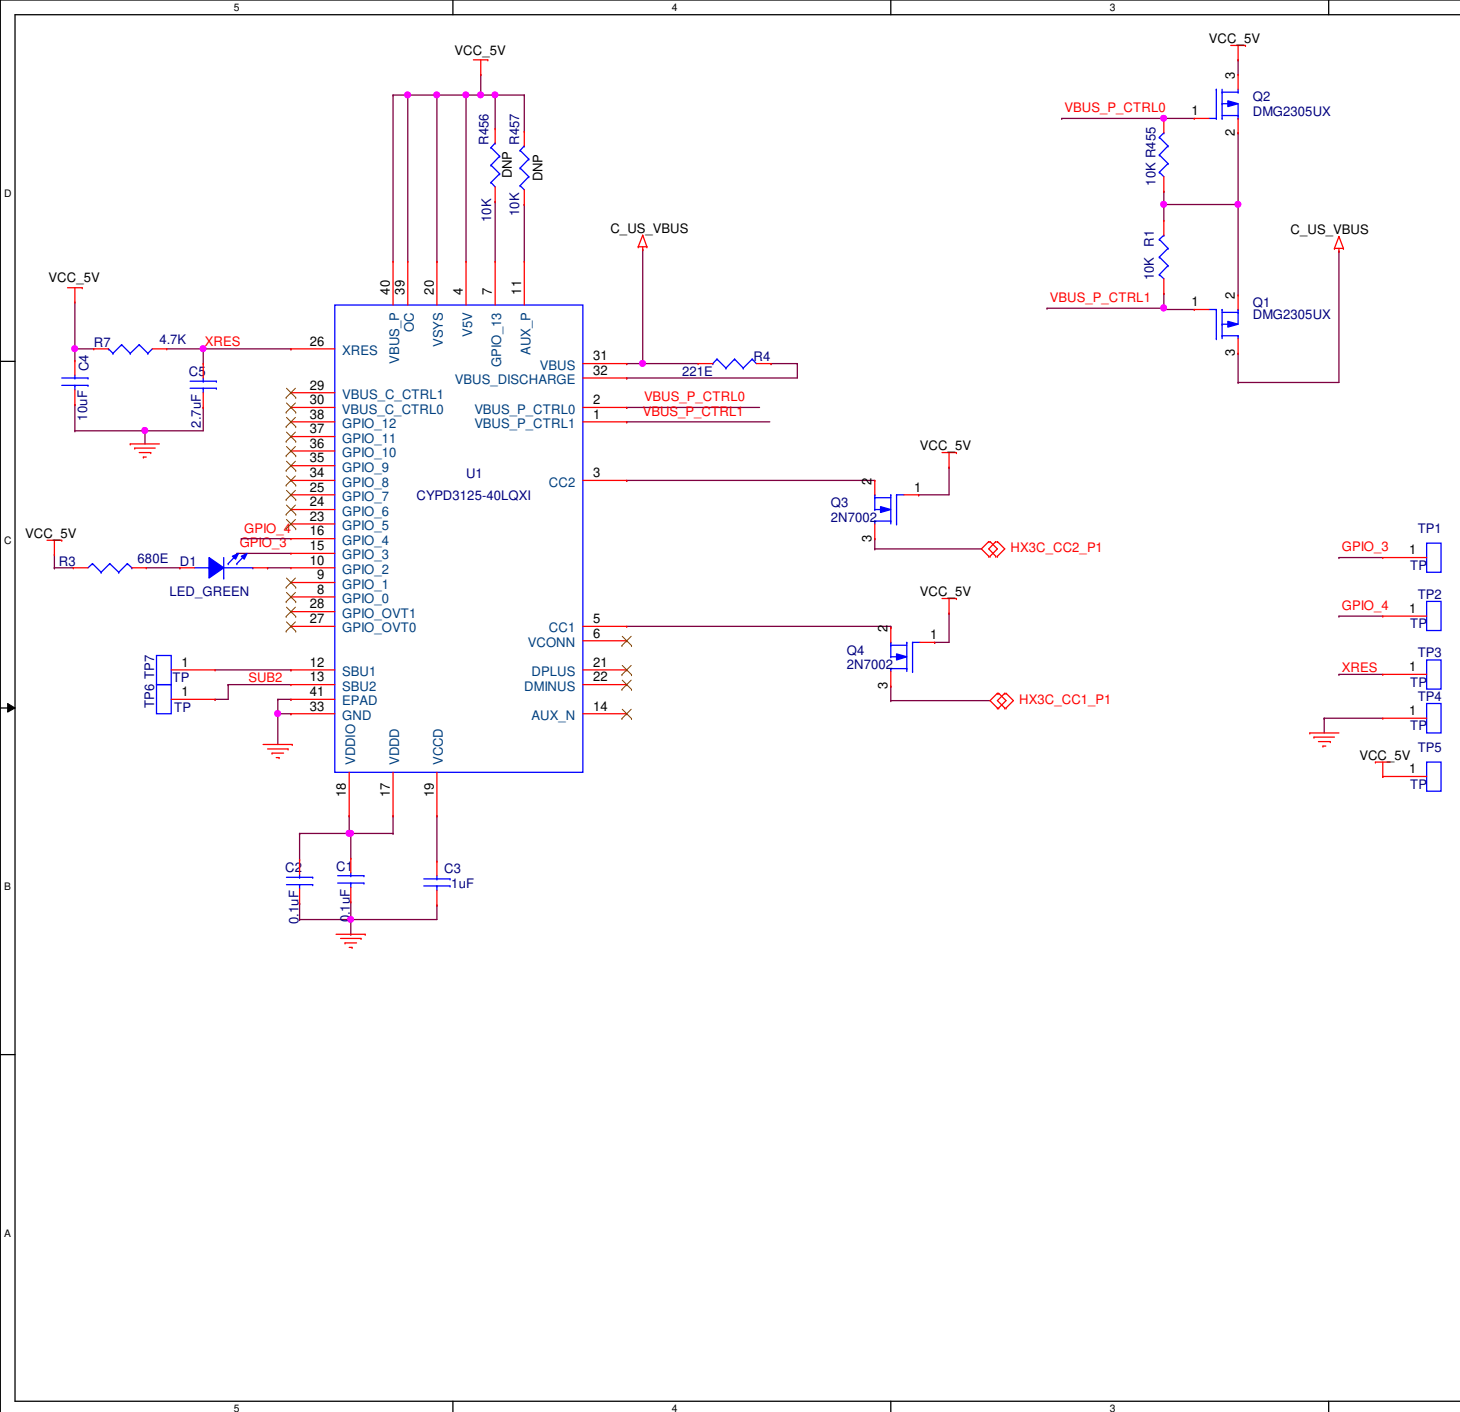 5
4
3
VCC_5V
R456
R457
DNP
DNP
10K
10K
VCC_5V
VBUS_P_CTRL0
1
3
2
Q2
DMG2305UX
10K R455
10K R1
VBUS_P_CTRL1
1
2
3
Q1
DMG2305UX
C_US_VBUS
C_US_VBUS
D
VCC_5V
R7
4.7K
XRES
C4
10uF
C5
2.7uF
40
39
20
4
7
11
VBUS_P
OC
VSYS
V5V
GPIO_13
AUX_P
26 XRES
29 VBUS_C_CTRL1
30 VBUS_C_CTRL0
38 GPIO_12
37 GPIO_11
36 GPIO_10
35 GPIO_9
34 GPIO_8
25 GPIO_7
24 GPIO_6
23 GPIO_5
GPIO_4 16 GPIO_4
GPIO_3 15 GPIO_3
10 GPIO_2
9 GPIO_1
8 GPIO_0
28 GPIO_OVT1
27 GPIO_OVT0
12 SBU1
SUB2 13 SBU2
41 EPAD
33 GND
U1
CYPD3125-40LQXI
VBUS 31
VBUS_DISCHARGE 32
R4
221E
VBUS_P_CTRL0 2 VBUS_P_CTRL0
VBUS_P_CTRL1 1 VBUS_P_CTRL1
CC2 3
CC1 5
VCONN 6
DPLUS 21
DMINUS 22
AUX_N 14
VCC_5V
2
1
Q3
2N7002
3
HX3C_CC2_P1
VCC_5V
2
1
Q4
2N7002
3
HX3C_CC1_P1
C
VCC_5V
R3
680E
D1
LED_GREEN
TP7
1
TP
TP6
1
TP
VDDIO
VDDD
VCCD
18
17
19
C2
0.1uF
C1
0.1uF
C3
1uF
TP1
GPIO_3 1
TP
TP2
GPIO_4 1
TP
TP3
XRES 1
TP
TP4
1
TP
TP5
VCC_5V 1
TP
B
A
5
4
3